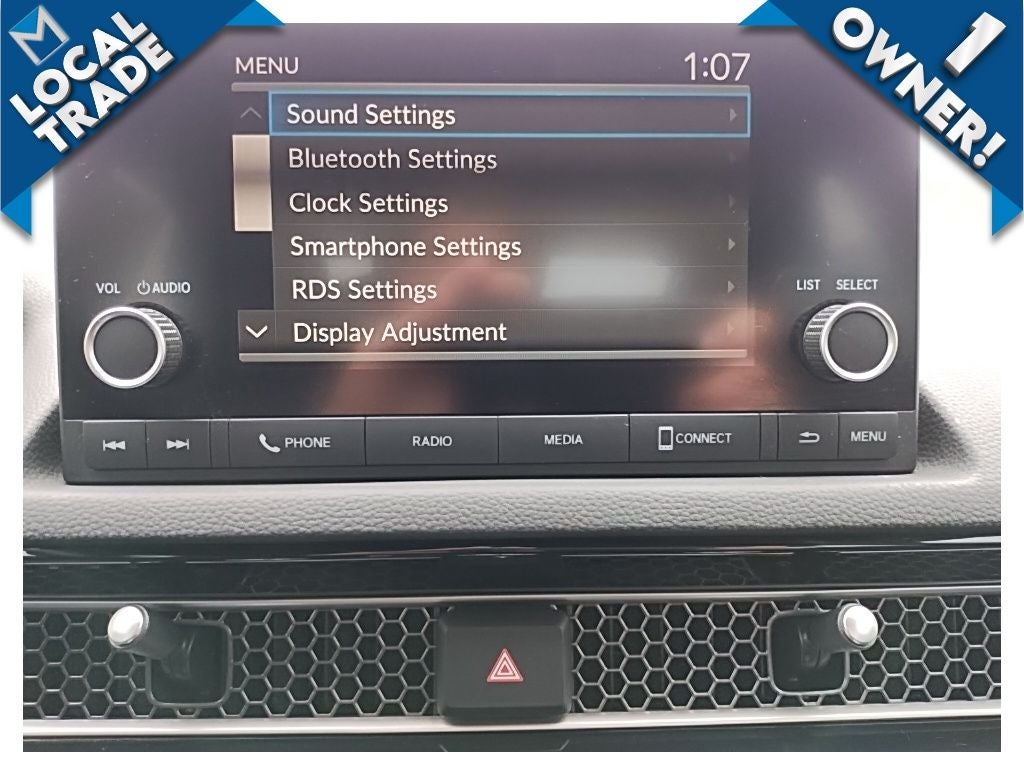 LOCAL
TRADE
1
OWNER!
MENU 1:07
Sound Settings
Bluetooth Settings
Clock Settings
Smartphone Settings
RDS Settings
Display Adjustment
VOL AUDIO
LIST SELECT
PHONE RADIO MEDIA CONNECT MENU